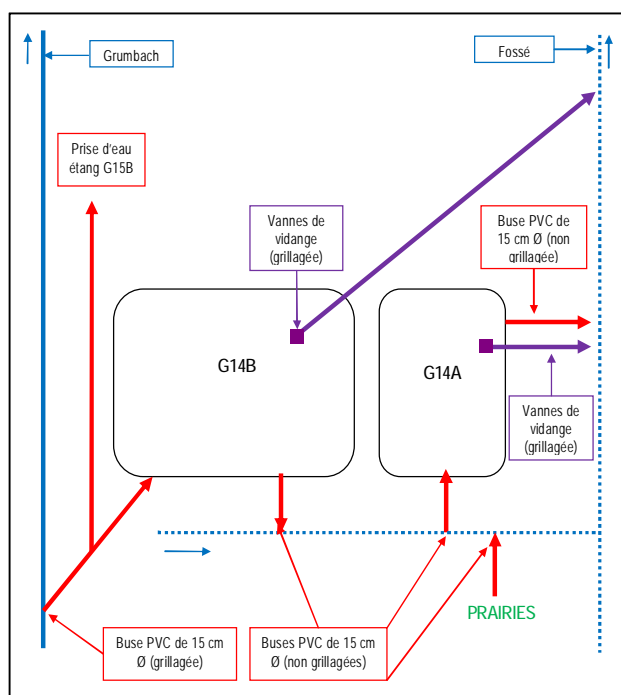 Grumbach
Fossé
Prise d'eau
étang G15B
Vannes de
vidange
(grillagée)
Buse PVC de
15 cm Ø (non
grillagée)
G14B
G14A
Vannes de
vidange
(grillagée)
PRAIRIES
Buse PVC de 15 cm
Ø (grillagée)
Buses PVC de 15 cm
Ø (non grillagées)